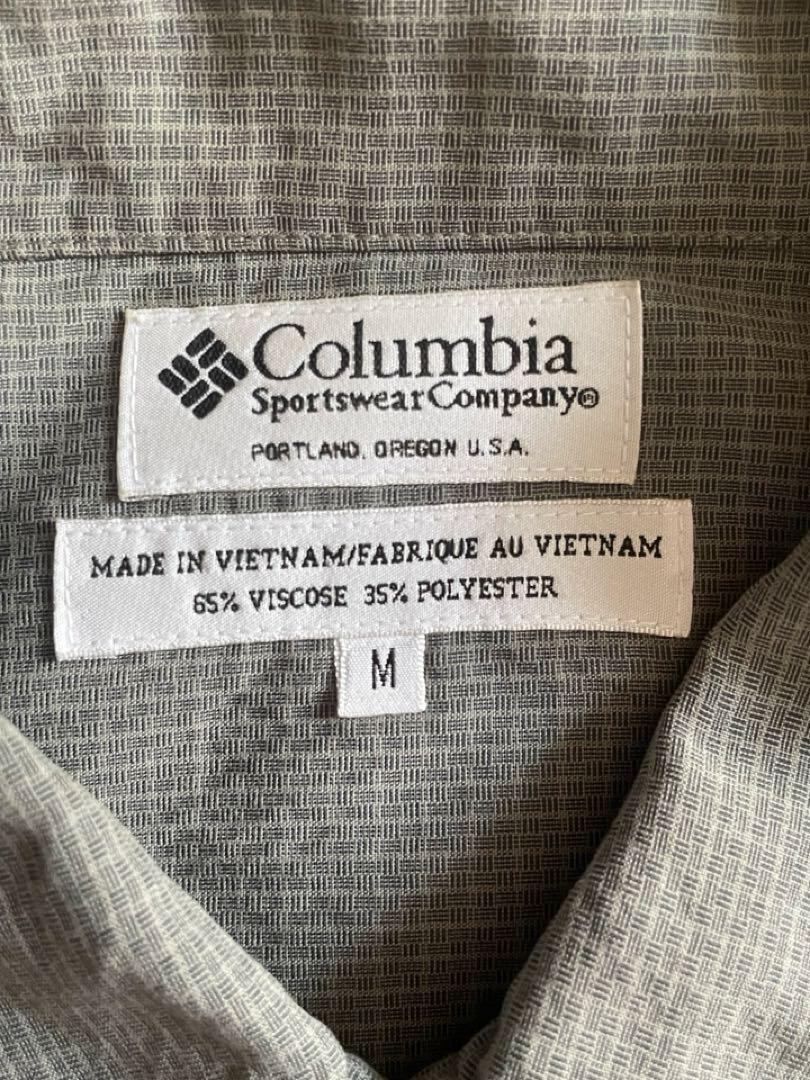 Columbia
Sportswear Company®
PORTLAND, OREGON U.S.A.
MADE IN VIETNAM/FABRIQUE AU VIETNAM
65% VISCOSE 35% POLYESTER
M